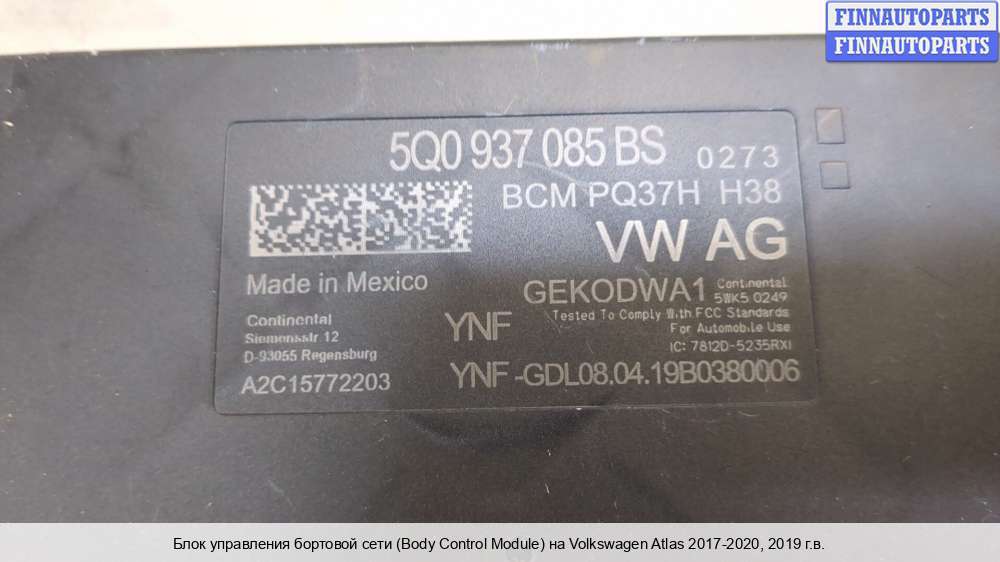 FINNAUTOPARTS
FINNAUTOPARTS
5Q0 937 085 BS 0273
BCM PQ37H H38
VW AG
Made in Mexico
GEKODWA1
Continental
5WK5 0249
Continental
Siemensstr 12
D-93055 Regensburg
YNF
Tested To Comply With FCC Standards
For Automobile Use
IC: 7812D-5235RXI
A2C15772203
YNF -GDL08.04.19B0380006
Блок управления бортовой сети (Body Control Module) на Volkswagen Atlas 2017-2020, 2019 г.в.